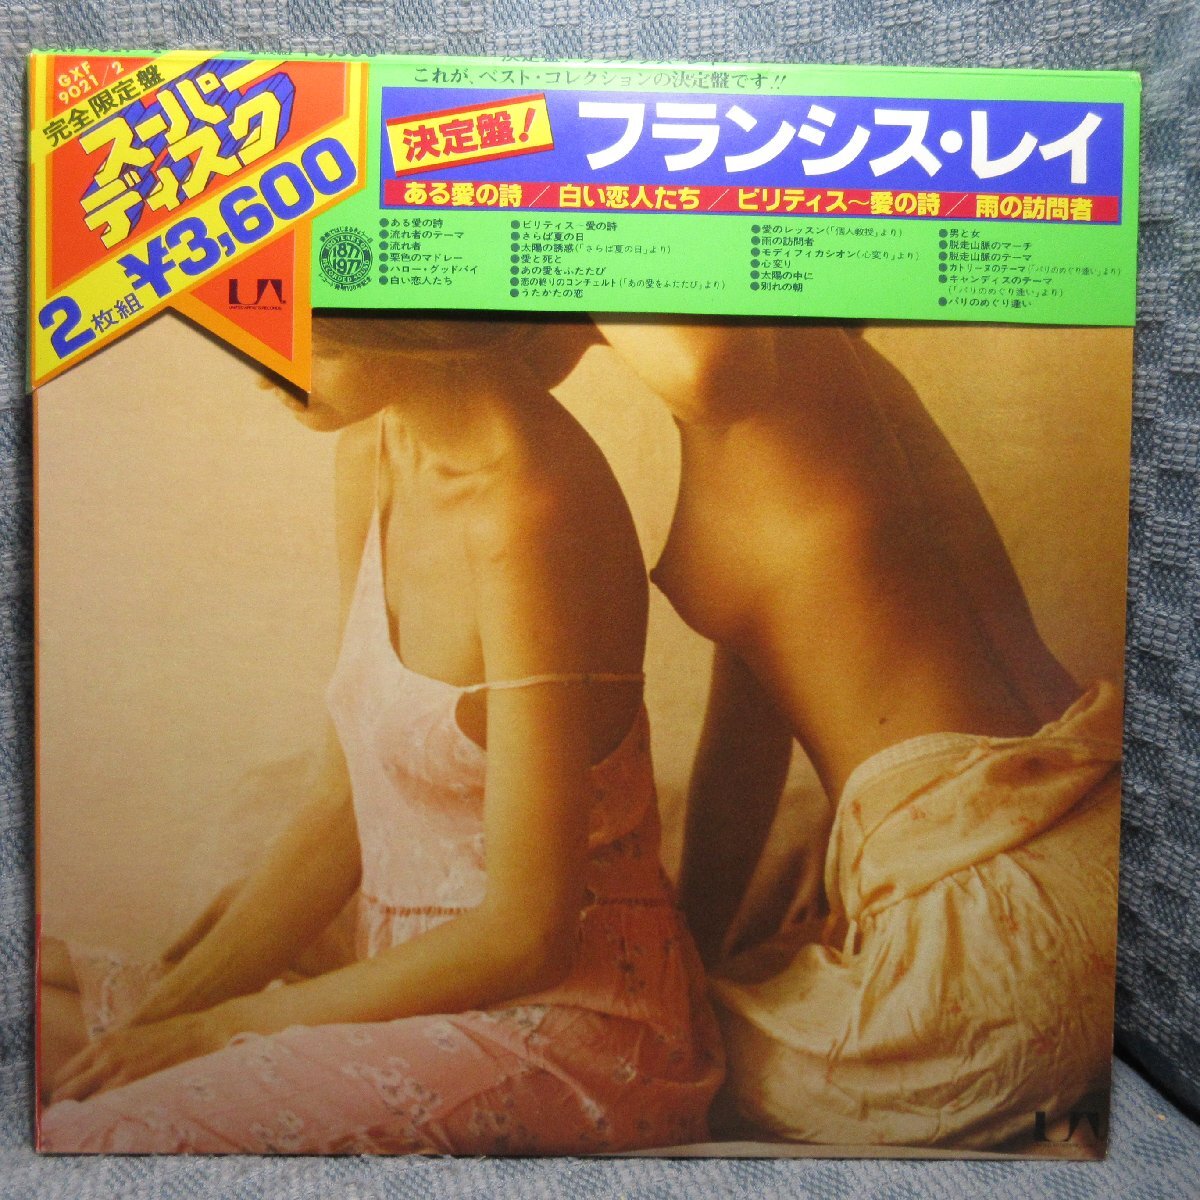 GXF
9021/2
完全限定盤
スーパー
ディスク
¥3,600
2枚組
UNITED ARTISTS RECORDS
これが、ベスト・コレクションの決定盤です!!
決定盤!
フランシス・レイ
ある愛の詩/白い恋人たち/ビリティス〜愛の詩/雨の訪問者
●ある愛の詩
●流れ者のテーマ
●流れ者
●栗色のマドレー
●ハロー・グッドバイ
●白い恋人たち
1877
1977
●ビリティス−愛の詩
●さらば夏の日
●太陽の誘惑(「さらば夏の日」より)
●愛と死と
●あの愛をふたたび
●恋の終りのコンチェルト(「あの愛をふたたび」より)
●うたかたの恋
●愛のレッスン(「個人教授」より)
●雨の訪問者
●モディフィカシオン(心変り」より)
●心変り
●太陽の中に
●別れの朝
●男と女
●脱走山脈のマーチ
●脱走山脈のテーマ
●カトリーヌのテーマ(「パリのめぐり逢い」より)
●キャンディスのテーマ
(「パリのめぐり逢い」より)
●パリのめぐり逢い
UA